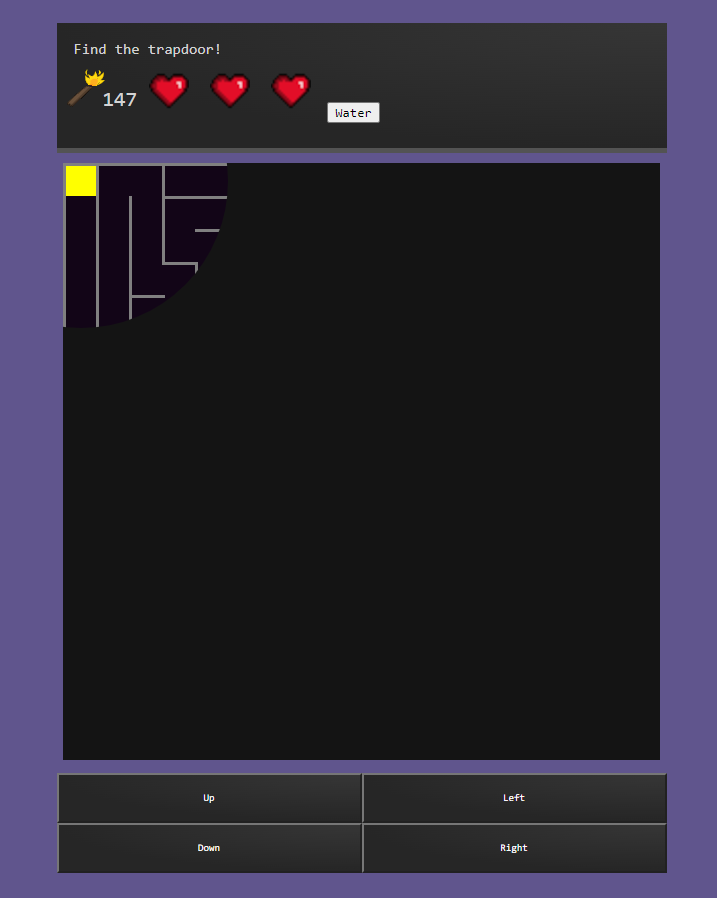 Find the trapdoor!
147
Water
Up
Left
Down
Right